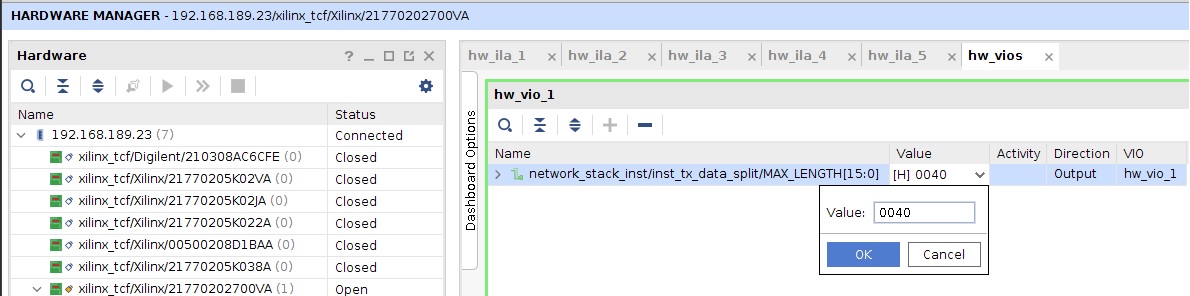 HARDWARE MANAGER - 192.168.189.23/xilinx_tcf/Xilinx/21770202700VA
Hardware
Name Status
192.168.189.23 (7) Connected
xilinx_tcf/Digilent/210308AC6CFE (0) Closed
xilinx_tcf/Xilinx/21770205K02VA (0) Closed
xilinx_tcf/Xilinx/21770205K02JA (0) Closed
xilinx_tcf/Xilinx/21770205K022A (0) Closed
xilinx_tcf/Xilinx/00500208D1BAA (0) Closed
xilinx_tcf/Xilinx/21770205K038A (0) Closed
xilinx_tcf/Xilinx/21770202700VA (1) Open
hw_ila_1 hw_ila_2 hw_ila_3 hw_ila_4 hw_ila_5 hw_vios
Dashboard Options
hw_vio_1
Name Value Activity Direction VIO
network_stack_inst/inst_tx_data_split/MAX_LENGTH[15:0] [H] 0040 Output hw_vio_1
Value: 0040
OK Cancel